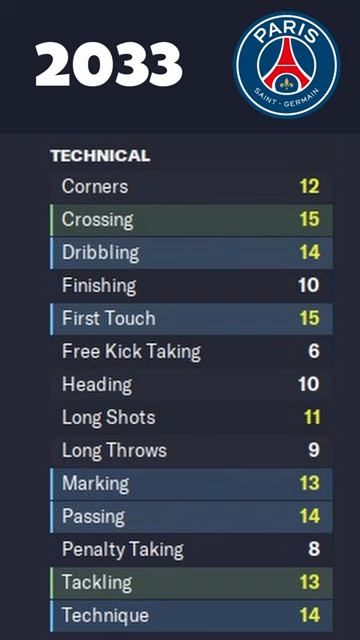 2033
PARIS
SAINT-GERMAIN
TECHNICAL
Corners 12
Crossing 15
Dribbling 14
Finishing 10
First Touch 15
Free Kick Taking 6
Heading 10
Long Shots 11
Long Throws 9
Marking 13
Passing 14
Penalty Taking 8
Tackling 13
Technique 14